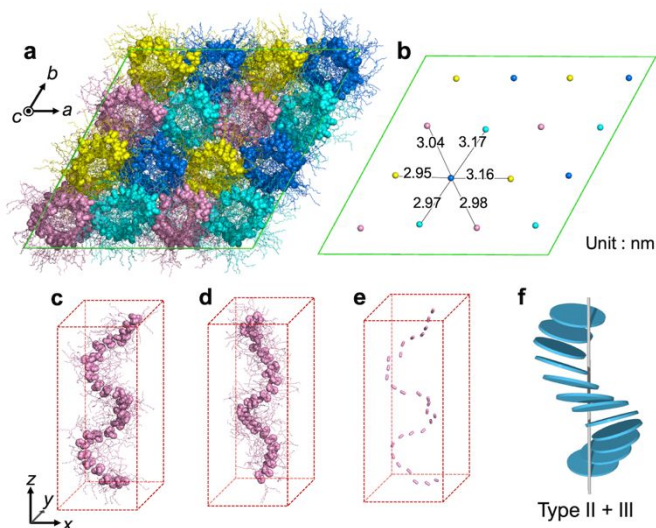 a
b
a
c
b
3.04
3.17
2.95
3.16
2.97
2.98
Unit : nm
c
d
e
f
z
y
x
Type II + III